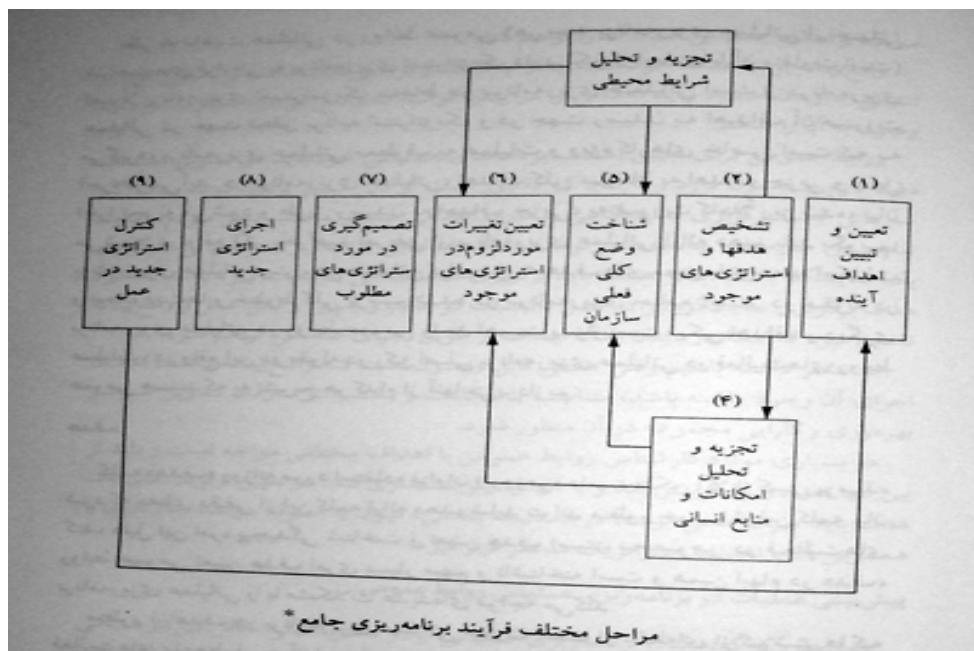 تجزیه و تحلیل
شرایط محیطی
(۱)
تعیین و
تبیین
اهداف
آینده
(۲)
تشخیص
هدفها و
استراتژی‌های
موجود
(۵)
شناخت
وضع
کلی
فعلی
سازمان
(۶)
تعیین‌تغییرات
موردلزوم‌در
استراتژی‌های
موجود
(۷)
تصمیم‌گیری
در مورد
ستراتژی‌های
مطلوب
(۸)
اجرای
استراتژی
جدید
(۹)
کنترل
استراتژی
جدید در
عمل
(۴)
تجزیه و
تحلیل
امکانات و
منابع انسانی
مراحل مختلف فرآیند برنامه‌ریزی جامع*